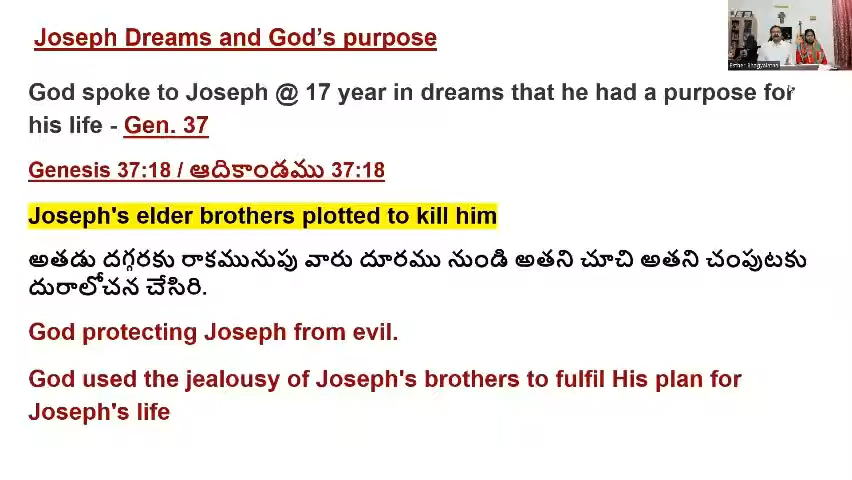 Joseph Dreams and God's purpose
God spoke to Joseph @ 17 year in dreams that he had a purpose for
his life - Gen. 37
Genesis 37:18 / ఆదికాండము 37:18
Joseph's elder brothers plotted to kill him
అతడు దగ్గరకు రాకమునుపు వారు దూరము నుండి అతని చూచి అతని చంపుటకు
దురాలోచన చేసిరి.
God protecting Joseph from evil.
God used the jealousy of Joseph's brothers to fulfil His plan for
Joseph's life
Esther